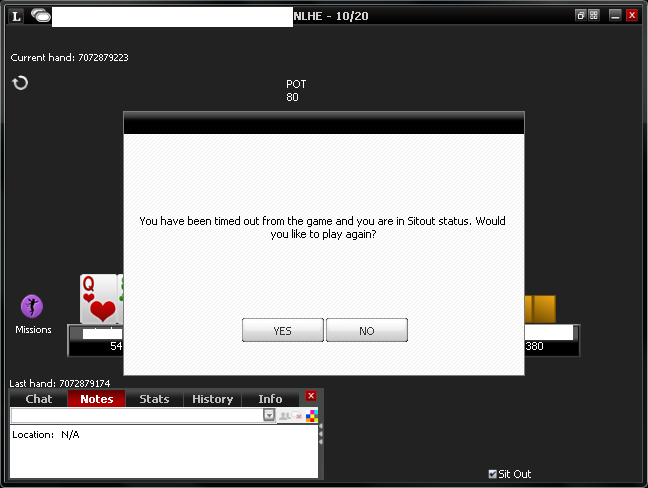 L
NLHE - 10/20
Current hand: 7072879223
POT
80
You have been timed out from the game and you are in Sitout status. Would
you like to play again?
YES
NO
Q
Missions
54
380
Last hand: 7072879174
Chat
Notes
Stats
History
Info
Location: N/A
Sit Out